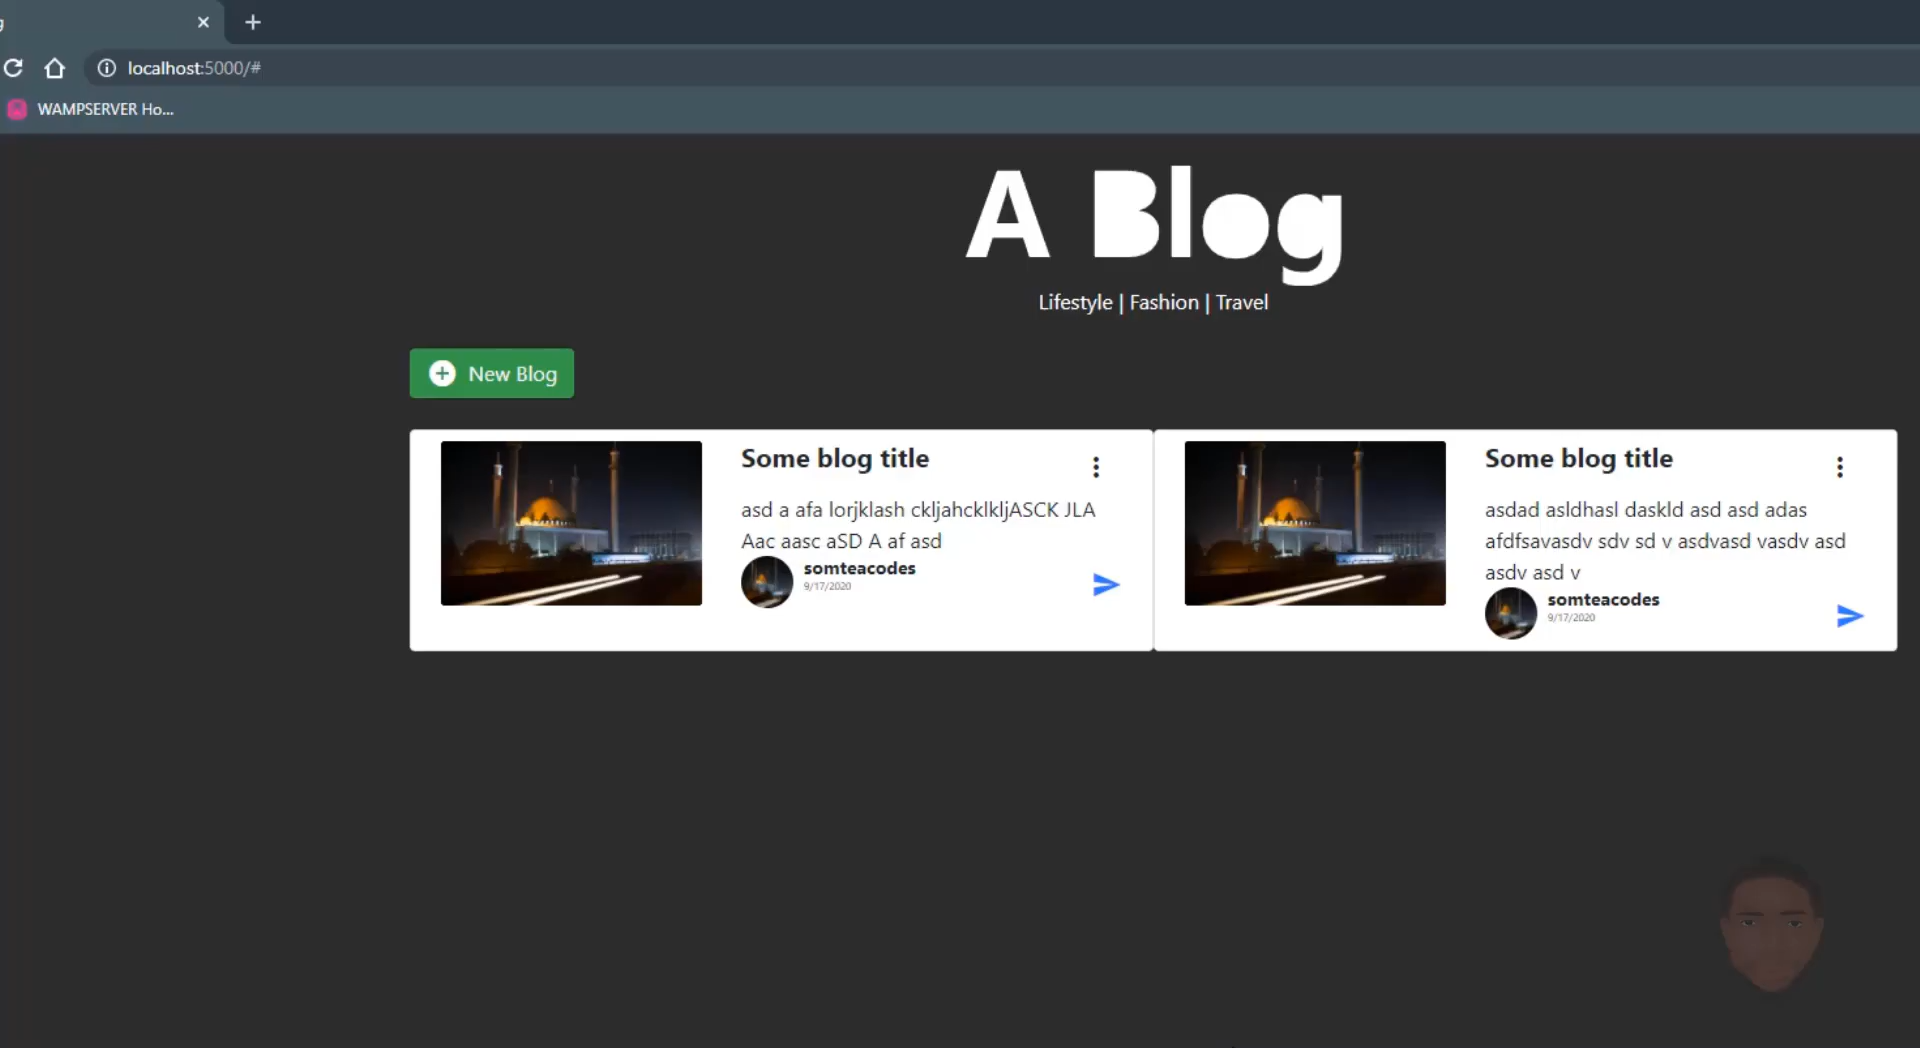 localhost:5000/#
WAMPSERVER Ho...
A Blog
Lifestyle | Fashion | Travel
New Blog
Some blog title
asd a afa lorjklash ckljahcklkljASCK JLA
Aac aasc aSD A af asd
somteacodes
9/17/2020
Some blog title
asdad asldhasl daskld asd asd adas
afdfsavasdv sdv sd v asdvasd vasdv asd
asdv asd v
somteacodes
9/17/2020